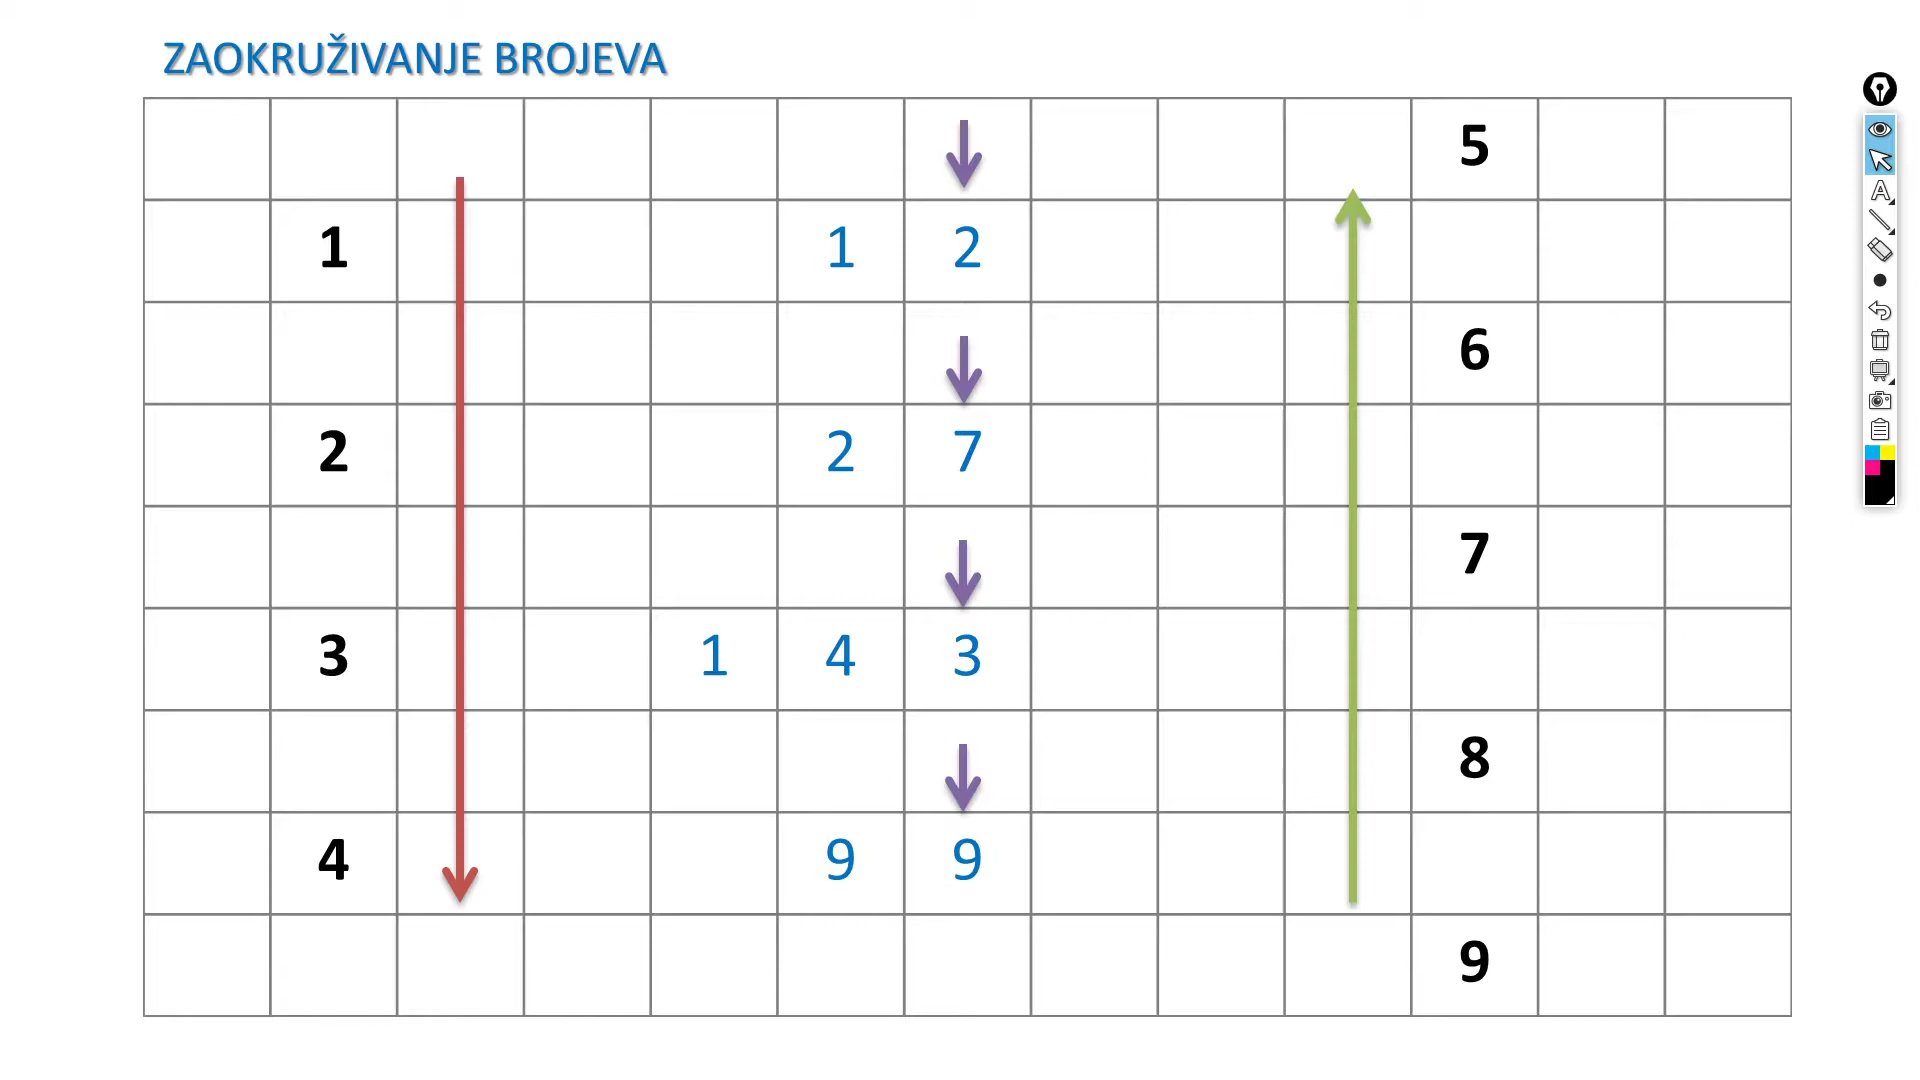 ZAOKRUŽIVANJE BROJEVA
5
1 1 2
6
2 2 7
7
3 1 4 3
8
4 9 9
9